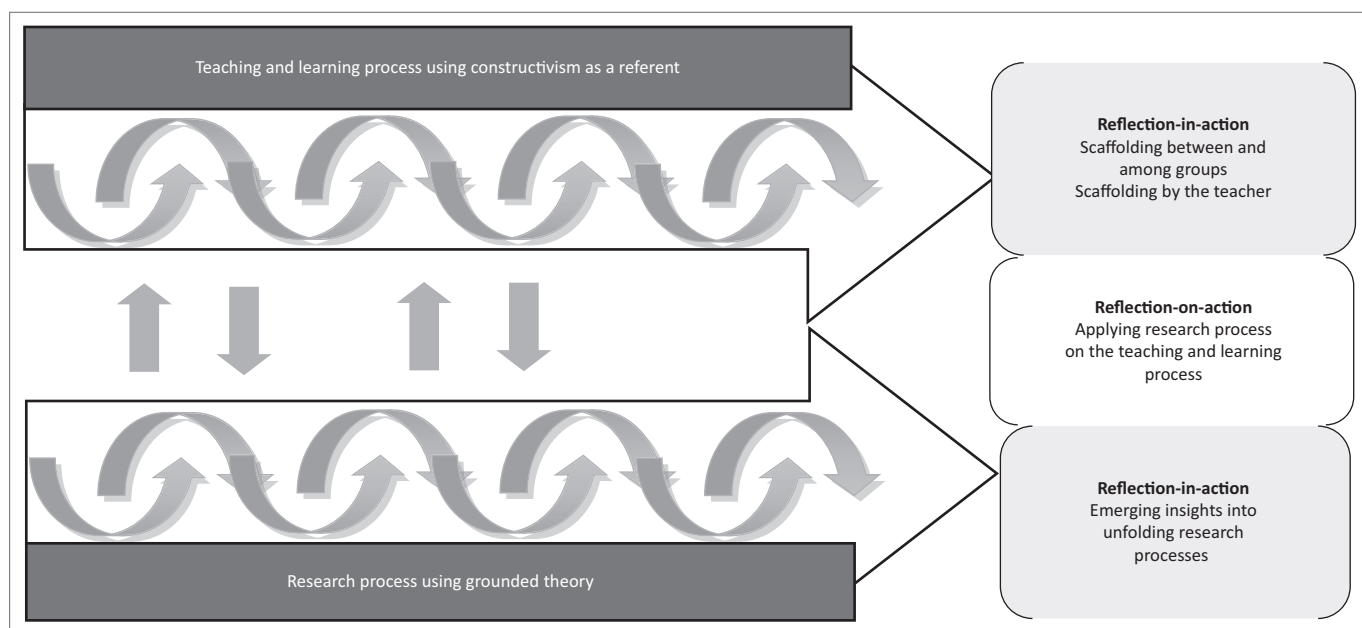 Teaching and learning process using constructivism as a referent
Reflection-in-action
Scaffolding between and
among groups
Scaffolding by the teacher
Reflection-on-action
Applying research process
on the teaching and learning
process
Reflection-in-action
Emerging insights into
unfolding research
processes
Research process using grounded theory